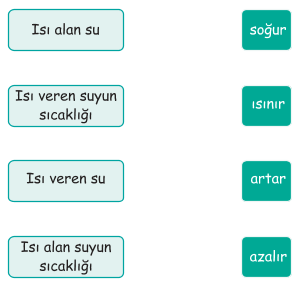 Isı alan su
soğur
Isı veren suyun
sıcaklığı
ısınır
Isı veren su
artar
Isı alan suyun
sıcaklığı
azalır